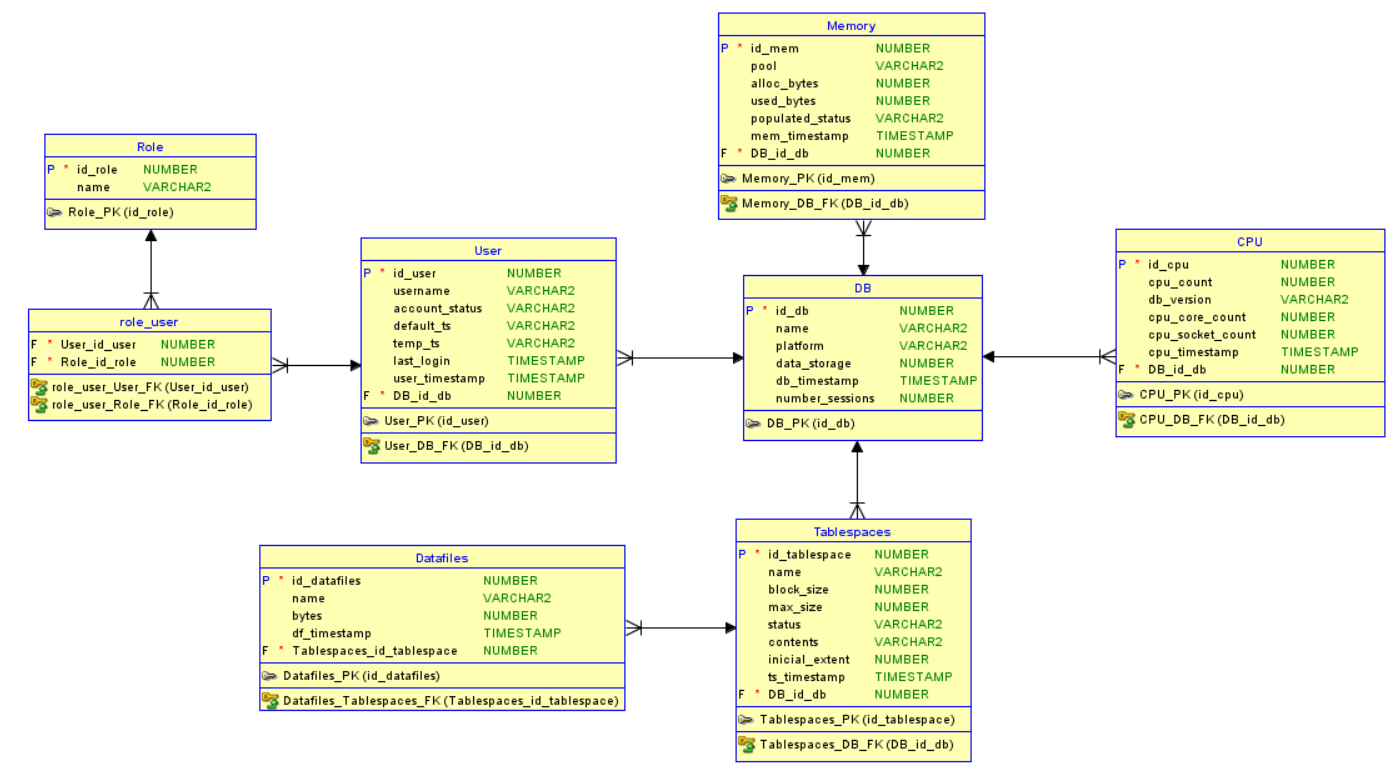 Memory
P * id_mem NUMBER
pool VARCHAR2
alloc_bytes NUMBER
used_bytes NUMBER
populated_status VARCHAR2
mem_timestamp TIMESTAMP
F * DB_id_db NUMBER
Memory_PK (id_mem)
Memory_DB_FK (DB_id_db)
Role
P * id_role NUMBER
name VARCHAR2
Role_PK (id_role)
User
P * id_user NUMBER
username VARCHAR2
account_status VARCHAR2
default_ts VARCHAR2
temp_ts VARCHAR2
last_login TIMESTAMP
user_timestamp TIMESTAMP
F * DB_id_db NUMBER
User_PK (id_user)
User_DB_FK (DB_id_db)
CPU
P * id_cpu NUMBER
cpu_count NUMBER
db_version VARCHAR2
cpu_core_count NUMBER
cpu_socket_count NUMBER
cpu_timestamp TIMESTAMP
F * DB_id_db NUMBER
CPU_PK (id_cpu)
CPU_DB_FK (DB_id_db)
role_user
F * User_id_user NUMBER
F * Role_id_role NUMBER
role_user_User_FK (User_id_user)
role_user_Role_FK (Role_id_role)
DB
P * id_db NUMBER
name VARCHAR2
platform VARCHAR2
data_storage NUMBER
db_timestamp TIMESTAMP
number_sessions NUMBER
DB_PK (id_db)
Datafiles
P * id_datafiles NUMBER
name VARCHAR2
bytes NUMBER
df_timestamp TIMESTAMP
F * Tablespaces_id_tablespace NUMBER
Datafiles_PK (id_datafiles)
Datafiles_Tablespaces_FK (Tablespaces_id_tablespace)
Tablespaces
P * id_tablespace NUMBER
name VARCHAR2
block_size NUMBER
max_size NUMBER
status VARCHAR2
contents VARCHAR2
inicial_extent NUMBER
ts_timestamp TIMESTAMP
F * DB_id_db NUMBER
Tablespaces_PK (id_tablespace)
Tablespaces_DB_FK (DB_id_db)